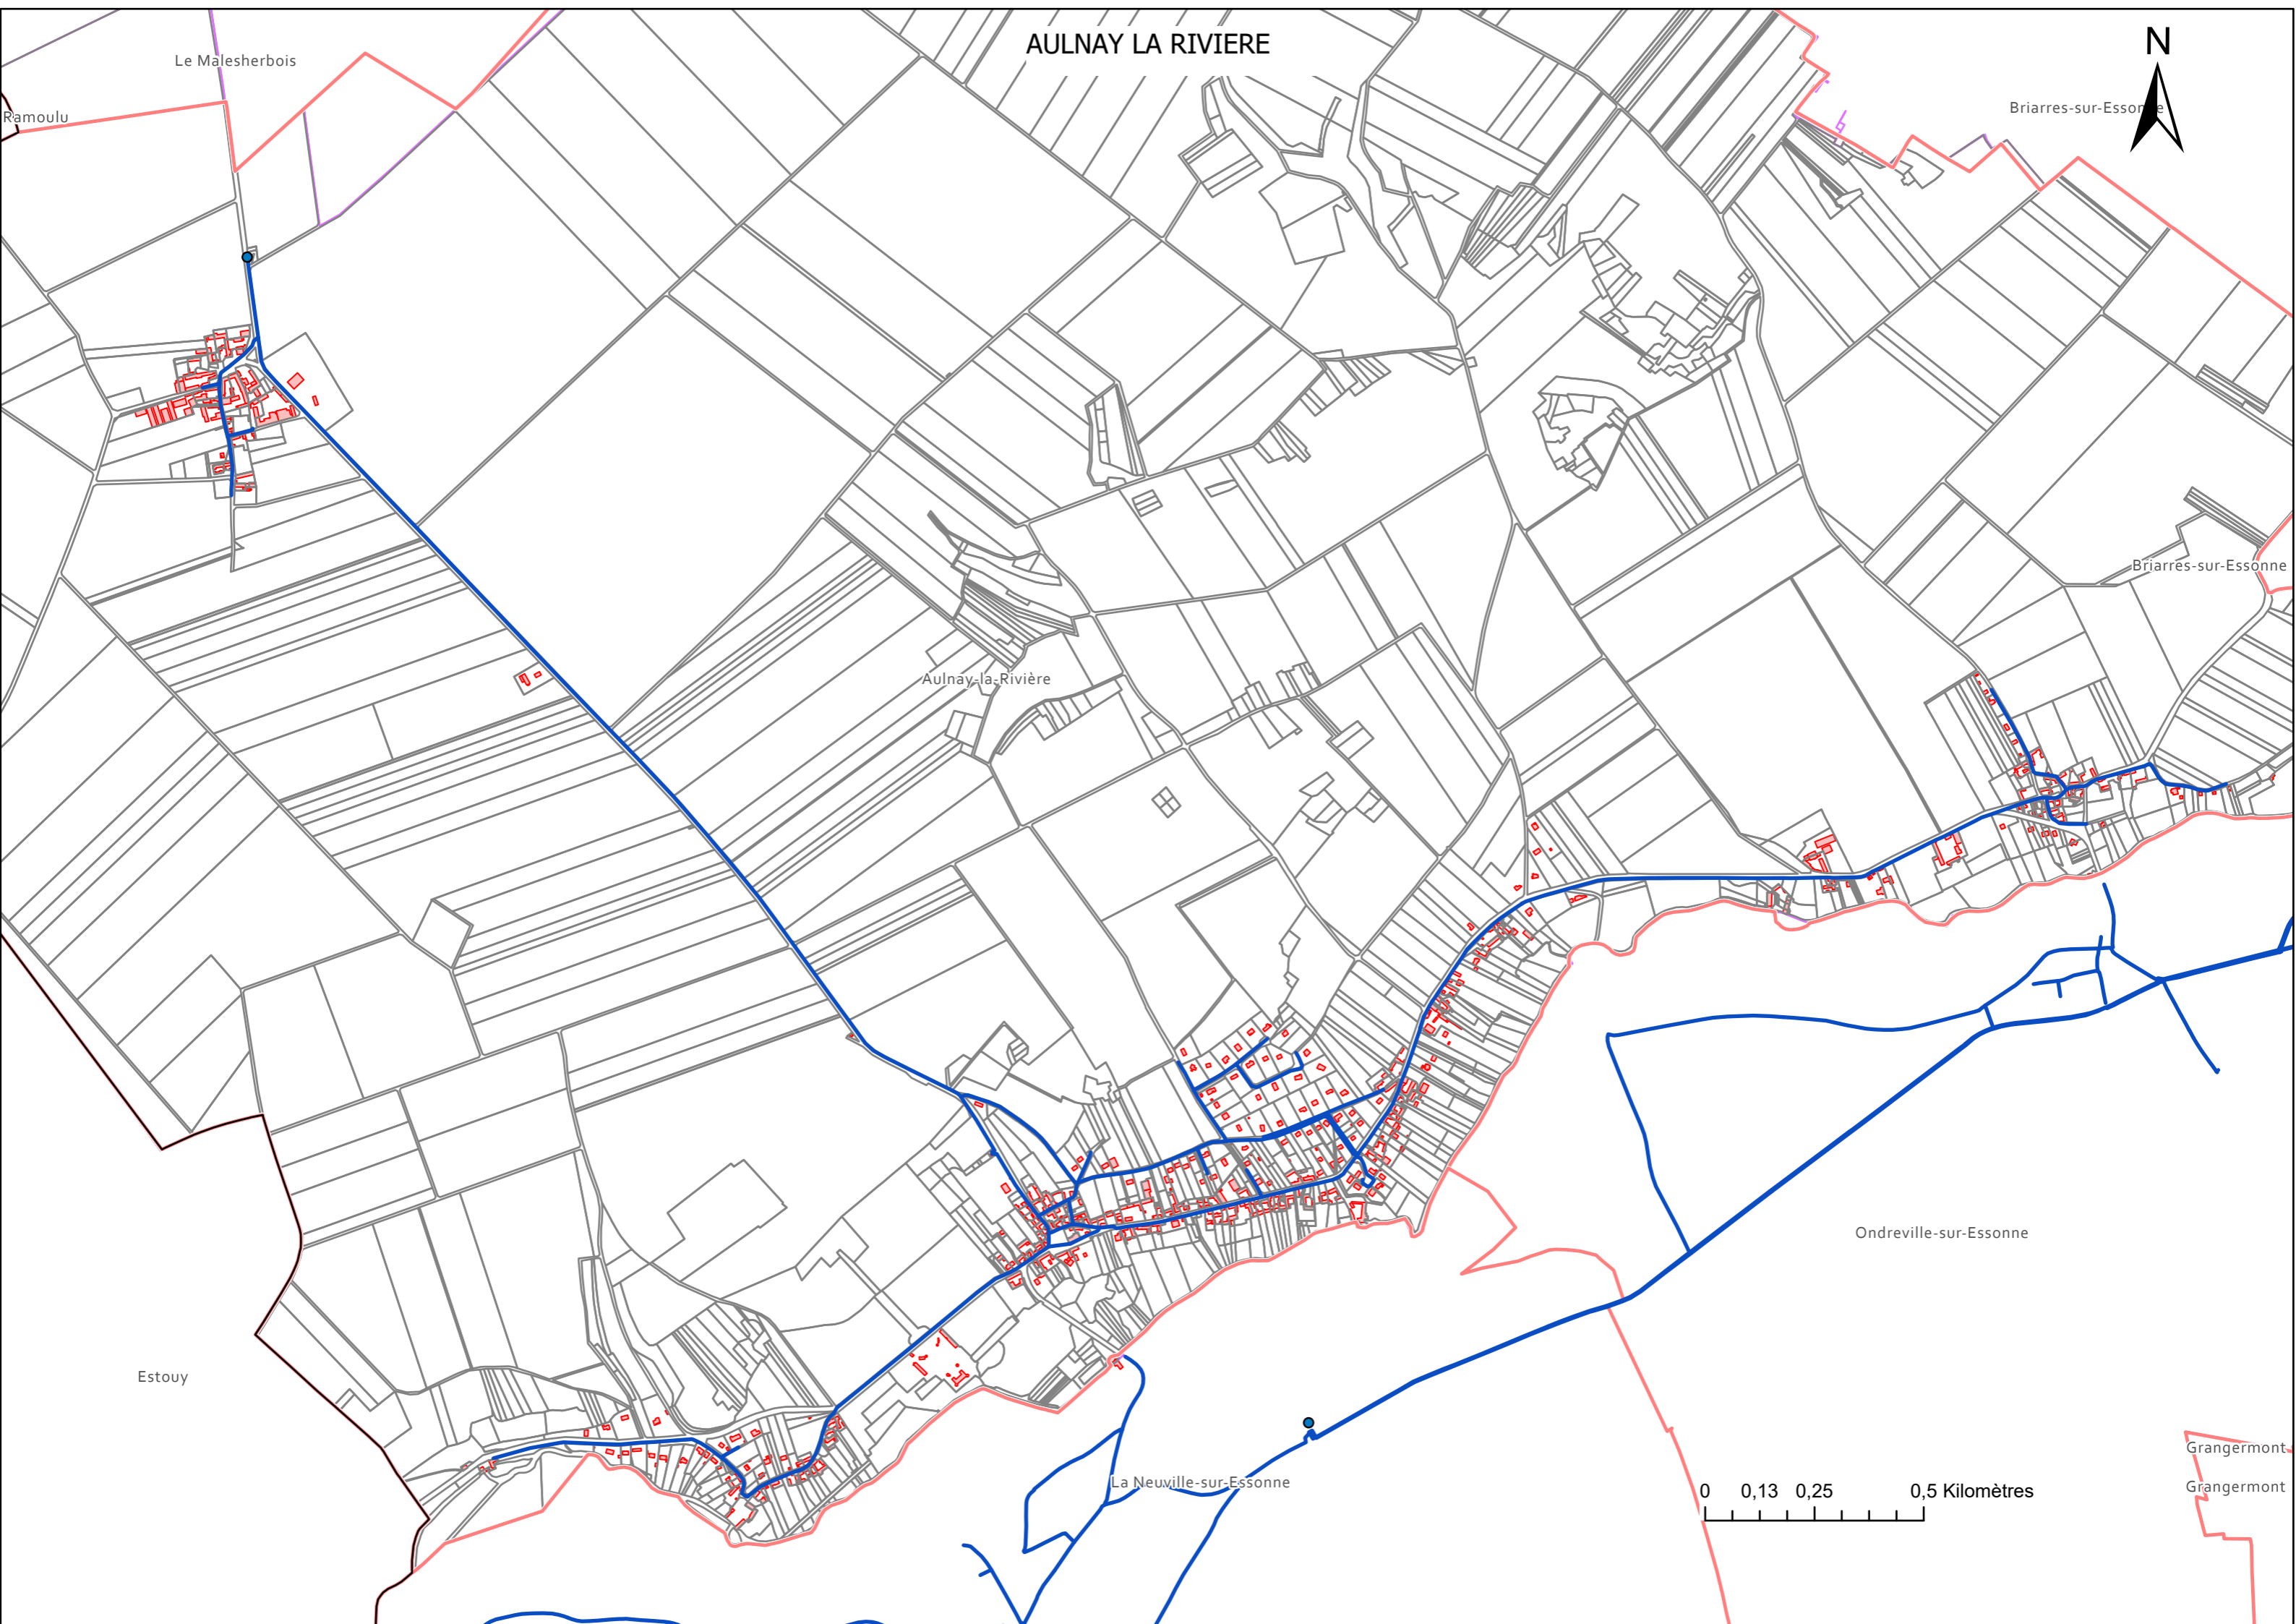 AULNAY LA RIVIERE
N
Le Malesherbois
Ramoulu
Briarres-sur-Essonne
Briarres-sur-Essonne
Aulnay-la-Rivière
Ondreville-sur-Essonne
Estouy
La Neuville-sur-Essonne
Grangermont
Grangermont
0 0,13 0,25 0,5 Kilomètres